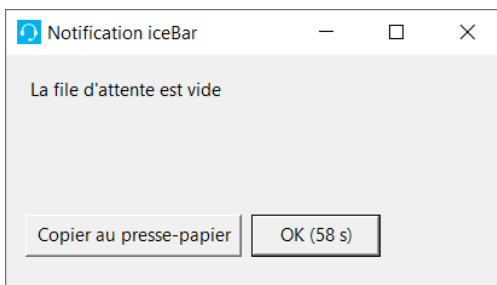 Notification iceBar
La file d'attente est vide
Copier au presse-papier
OK (58 s)